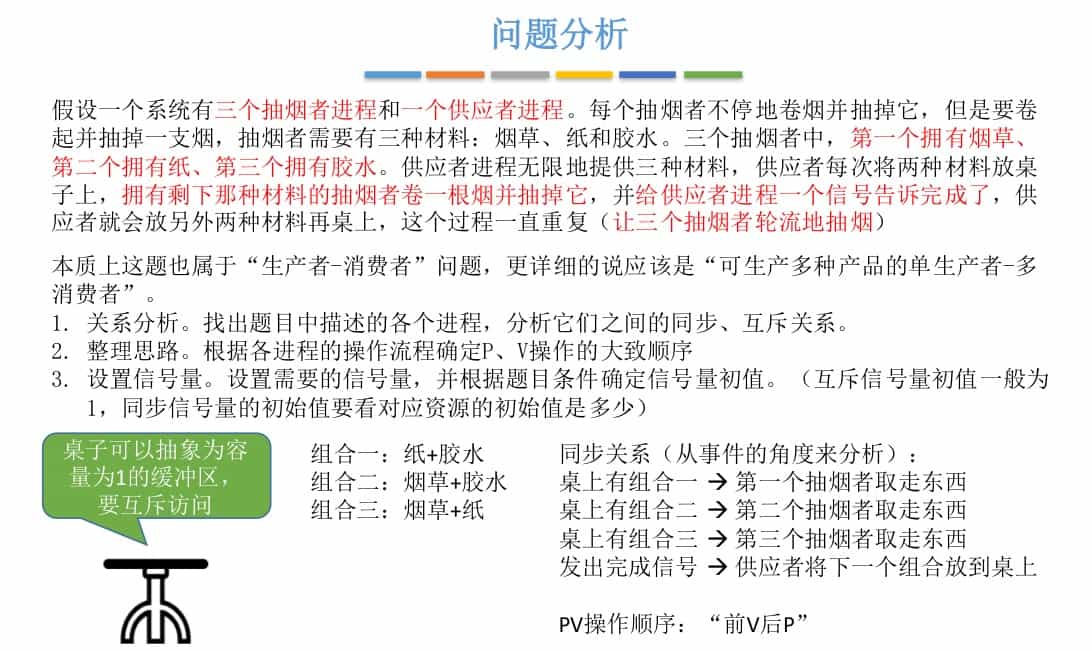 问题分析
假设一个系统有三个抽烟者进程和一个供应者进程。每个抽烟者不停地卷烟并抽掉它，但是要卷
起并抽掉一支烟，抽烟者需要有三种材料：烟草、纸和胶水。三个抽烟者中，第一个拥有烟草、
第二个拥有纸、第三个拥有胶水。供应者进程无限地提供三种材料，供应者每次将两种材料放桌
子上，拥有剩下那种材料的抽烟者卷一根烟并抽掉它，并给供应者进程一个信号告诉完成了，供
应者就会放另外两种材料再桌上，这个过程一直重复（让三个抽烟者轮流地抽烟）
本质上这题也属于“生产者-消费者”问题，更详细的说应该是“可生产多种产品的单生产者-多
消费者”。
1. 关系分析。找出题目中描述的各个进程，分析它们之间的同步、互斥关系。
2. 整理思路。根据各进程的操作流程确定P、V操作的大致顺序
3. 设置信号量。设置需要的信号量，并根据题目条件确定信号量初值。（互斥信号量初值一般为
1，同步信号量的初始值要看对应资源的初始值是多少）
桌子可以抽象为容
量为1的缓冲区，
要互斥访问
组合一：纸+胶水
组合二：烟草+胶水
组合三：烟草+纸
同步关系（从事件的角度来分析）：
桌上有组合一 → 第一个抽烟者取走东西
桌上有组合二 → 第二个抽烟者取走东西
桌上有组合三 → 第三个抽烟者取走东西
发出完成信号 → 供应者将下一个组合放到桌上
PV操作顺序：“前V后P”